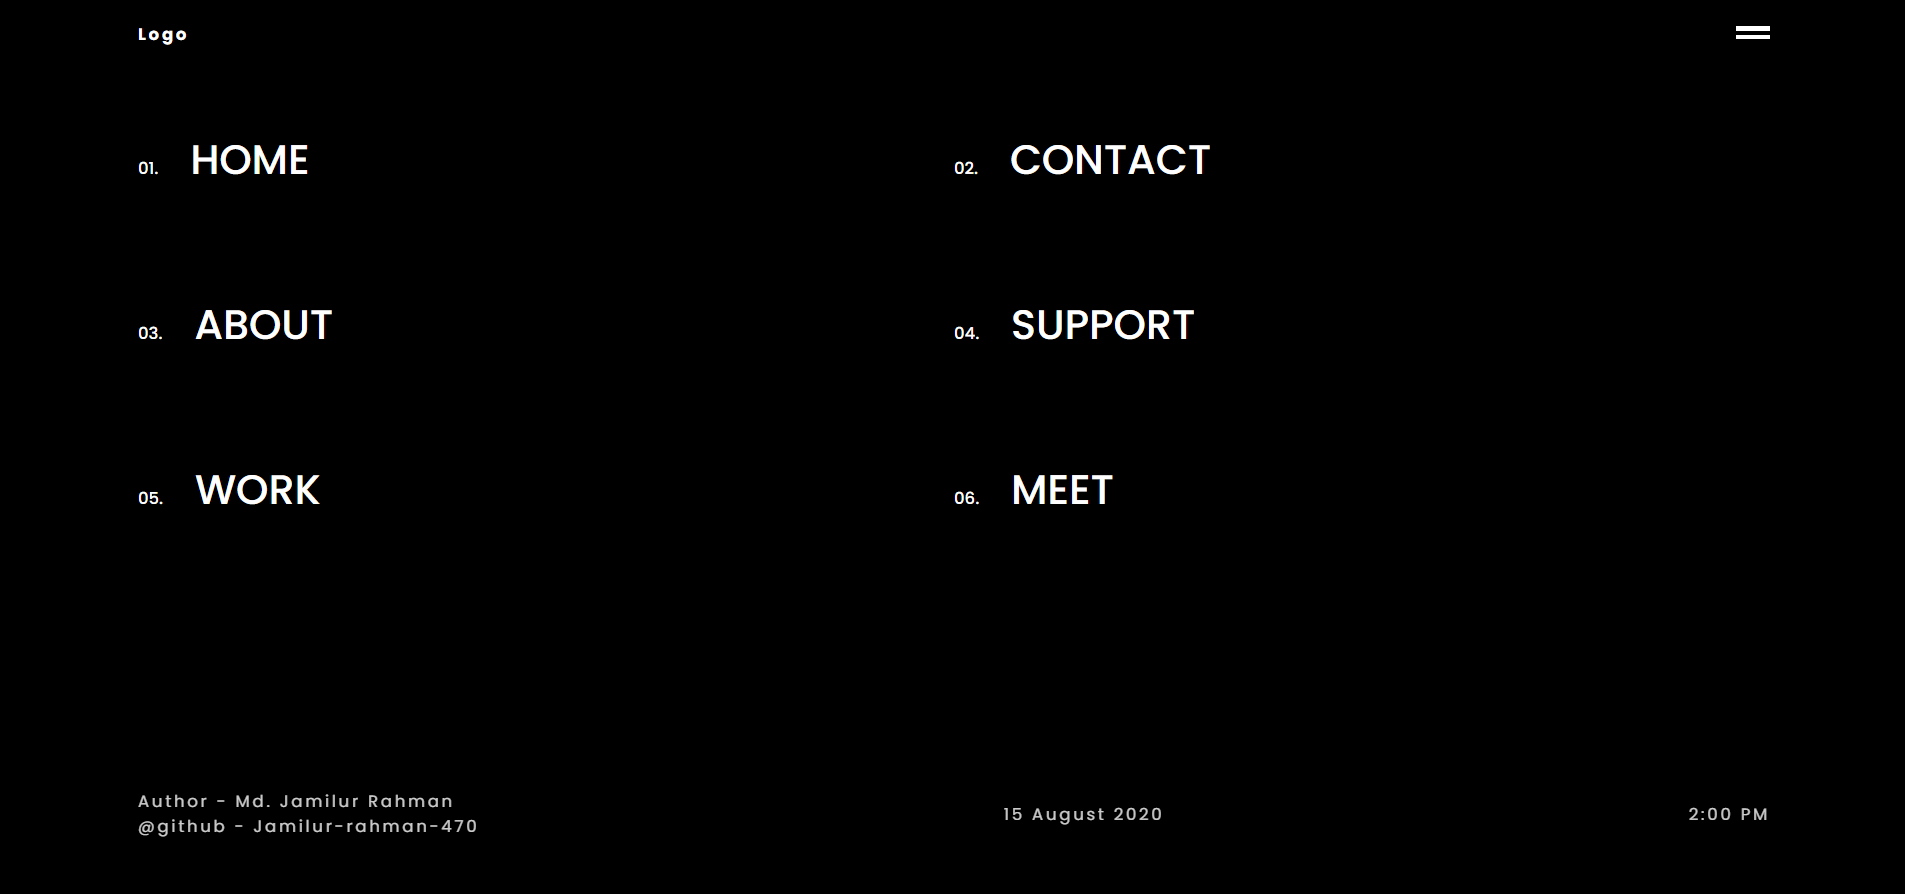 Logo
01. HOME
02. CONTACT
03. ABOUT
04. SUPPORT
05. WORK
06. MEET
Author - Md. Jamilur Rahman
@github - Jamilur-rahman-470
15 August 2020
2:00 PM